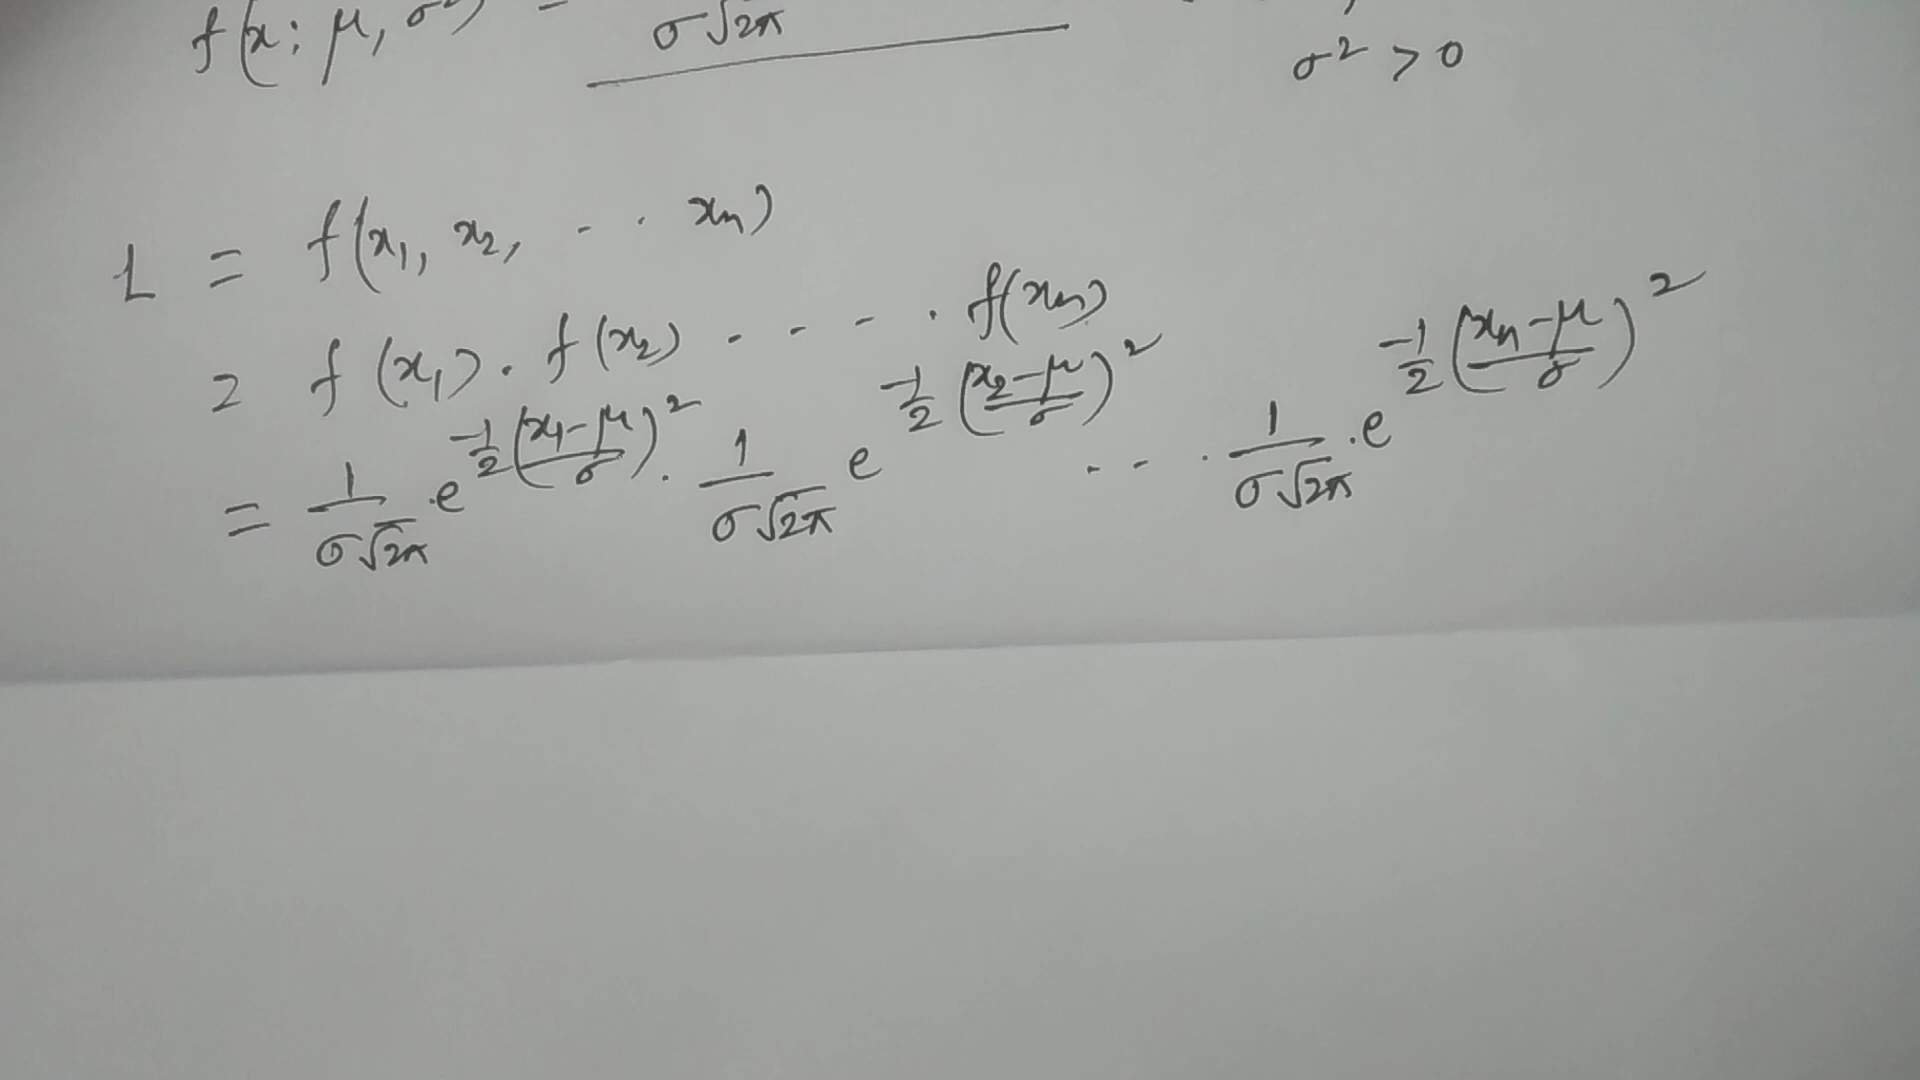 f(x; μ, σ²) = σ√2π
σ² > 0
L = f(x₁, x₂, - . . xₙ)
= f(x₁). f(x₂) - - - . f(xₙ)
= 1/(σ√2π) .e^(-1/2 ((x₁-μ)/σ)²) . 1/(σ√2π) e^(-1/2 ((x₂-μ)/σ)²) - - . 1/(σ√2π) .e^(-1/2 ((xₙ-μ)/σ)²)